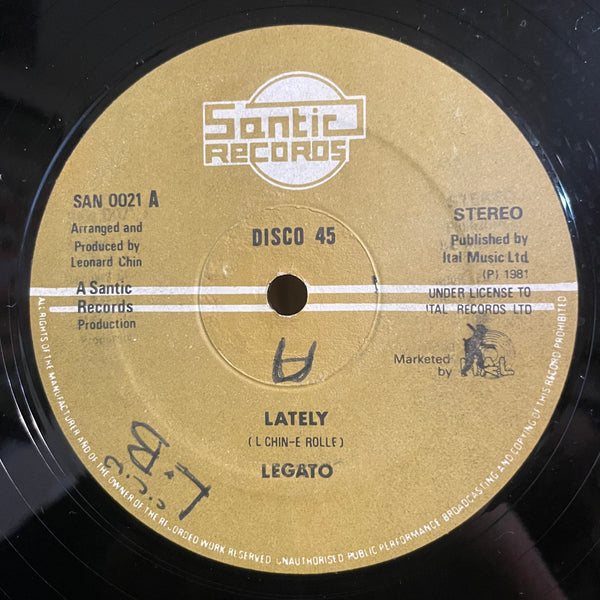 Santic
RECORDS
SAN 0021 A
STEREO
Arranged and
Produced by
Leonard Chin
DISCO 45
Published by
Ital Music Ltd
(P) 1981
A Santic
Records
Production
UNDER LICENSE TO
ITAL RECORDS LTD
Marketed
by
A
LATELY
(L CHIN-E ROLLE)
LEGATO
ALL RIGHTS OF THE MANUFACTURER AND OF THE OWNER OF THE RECORDED WORK RESERVED. UNAUTHORISED PUBLIC PERFORMANCE BROADCASTING AND COPYING OF THIS RECORD PROHIBITED